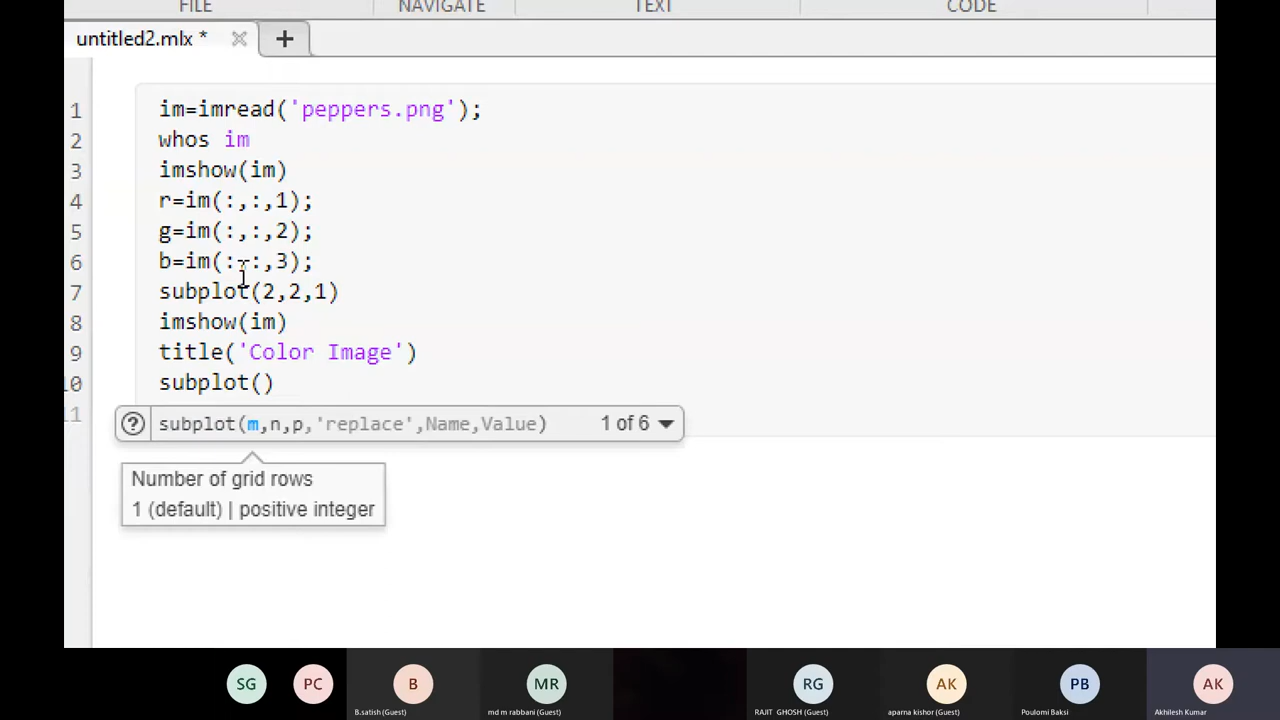 FILE NAVIGATE TEXT CODE
untitled2.mlx *
1 im=imread('peppers.png');
2 whos im
3 imshow(im)
4 r=im(:,:,1);
5 g=im(:,:,2);
6 b=im(:,:,3);
7 subplot(2,2,1)
8 imshow(im)
9 title('Color Image')
10 subplot()
11
subplot(m,n,p,'replace',Name,Value) 1 of 6
Number of grid rows
1 (default) | positive integer
SG PC B MR RG AK PB AK
B.satish (Guest) md m rabbani (Guest) RAJIT GHOSH (Guest) aparna kishor (Guest) Poulomi Baksi Akhilesh Kumar